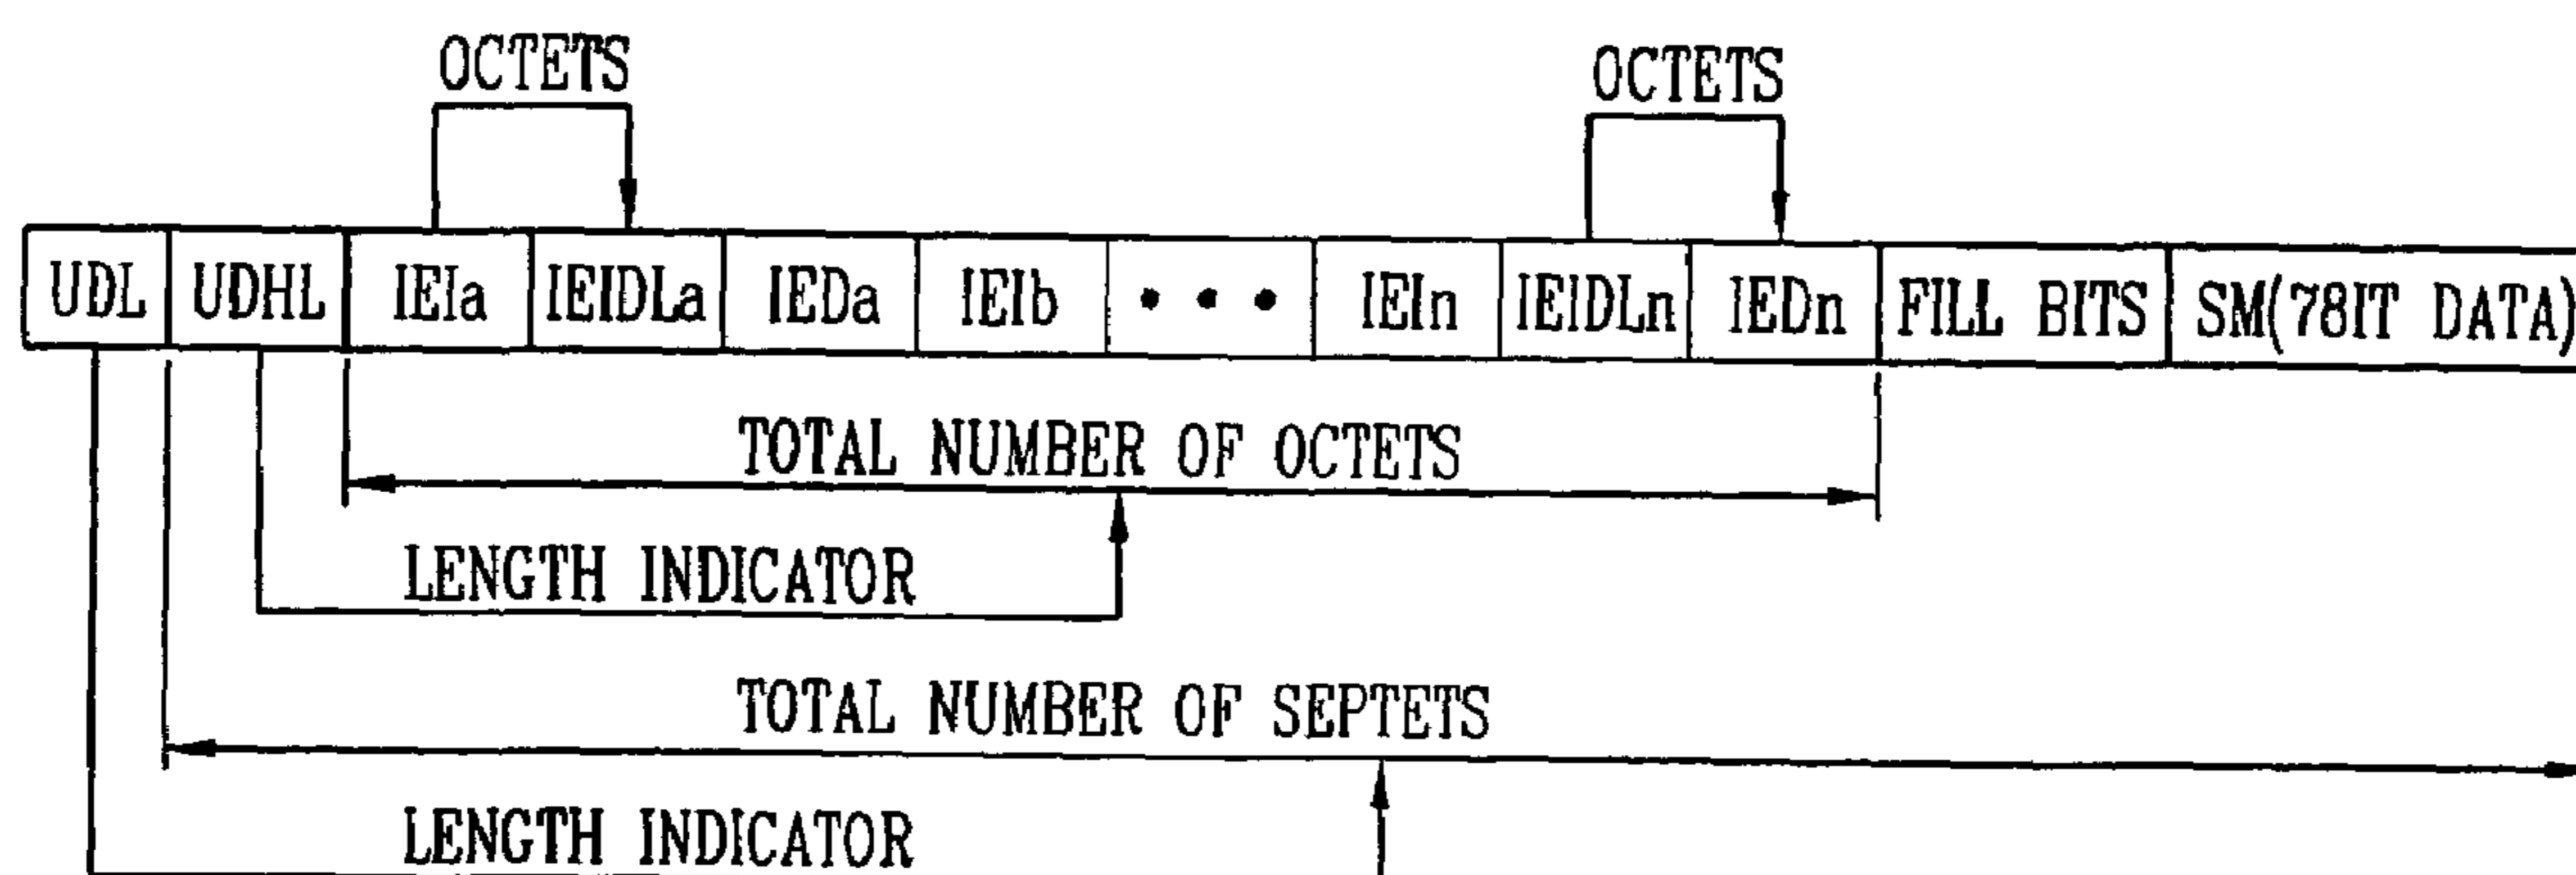 OCTETS OCTETS
UDL UDHL IEIa IEIDLa IEDa IEIb • • • IEIn IEIDLn IEDn FILL BITS SM(78IT DATA)
TOTAL NUMBER OF OCTETS
LENGTH INDICATOR
TOTAL NUMBER OF SEPTETS
LENGTH INDICATOR